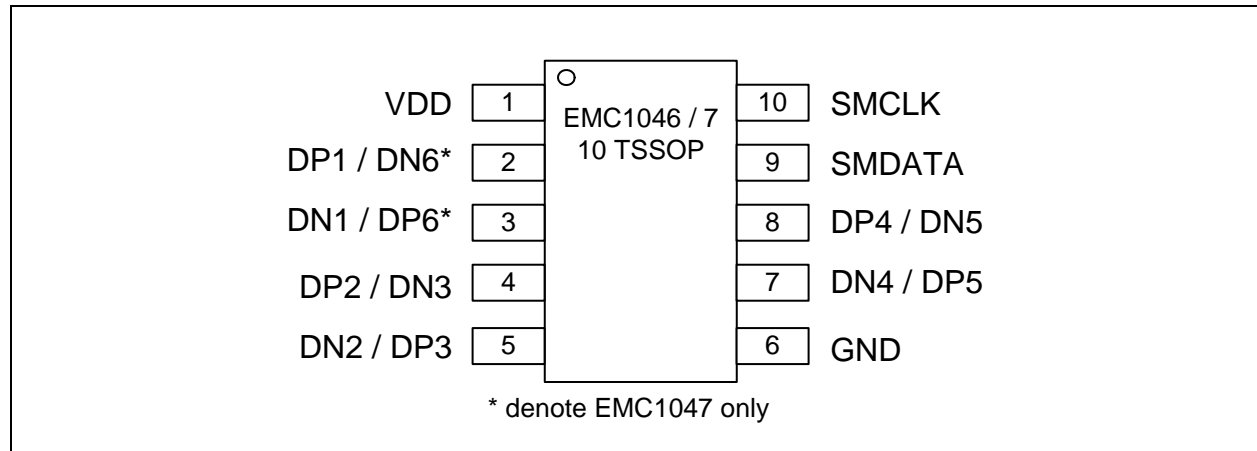 EMC1046 / 7
10 TSSOP
VDD 1
DP1 / DN6* 2
DN1 / DP6* 3
DP2 / DN3 4
DN2 / DP3 5
10 SMCLK
9 SMDATA
8 DP4 / DN5
7 DN4 / DP5
6 GND
* denote EMC1047 only